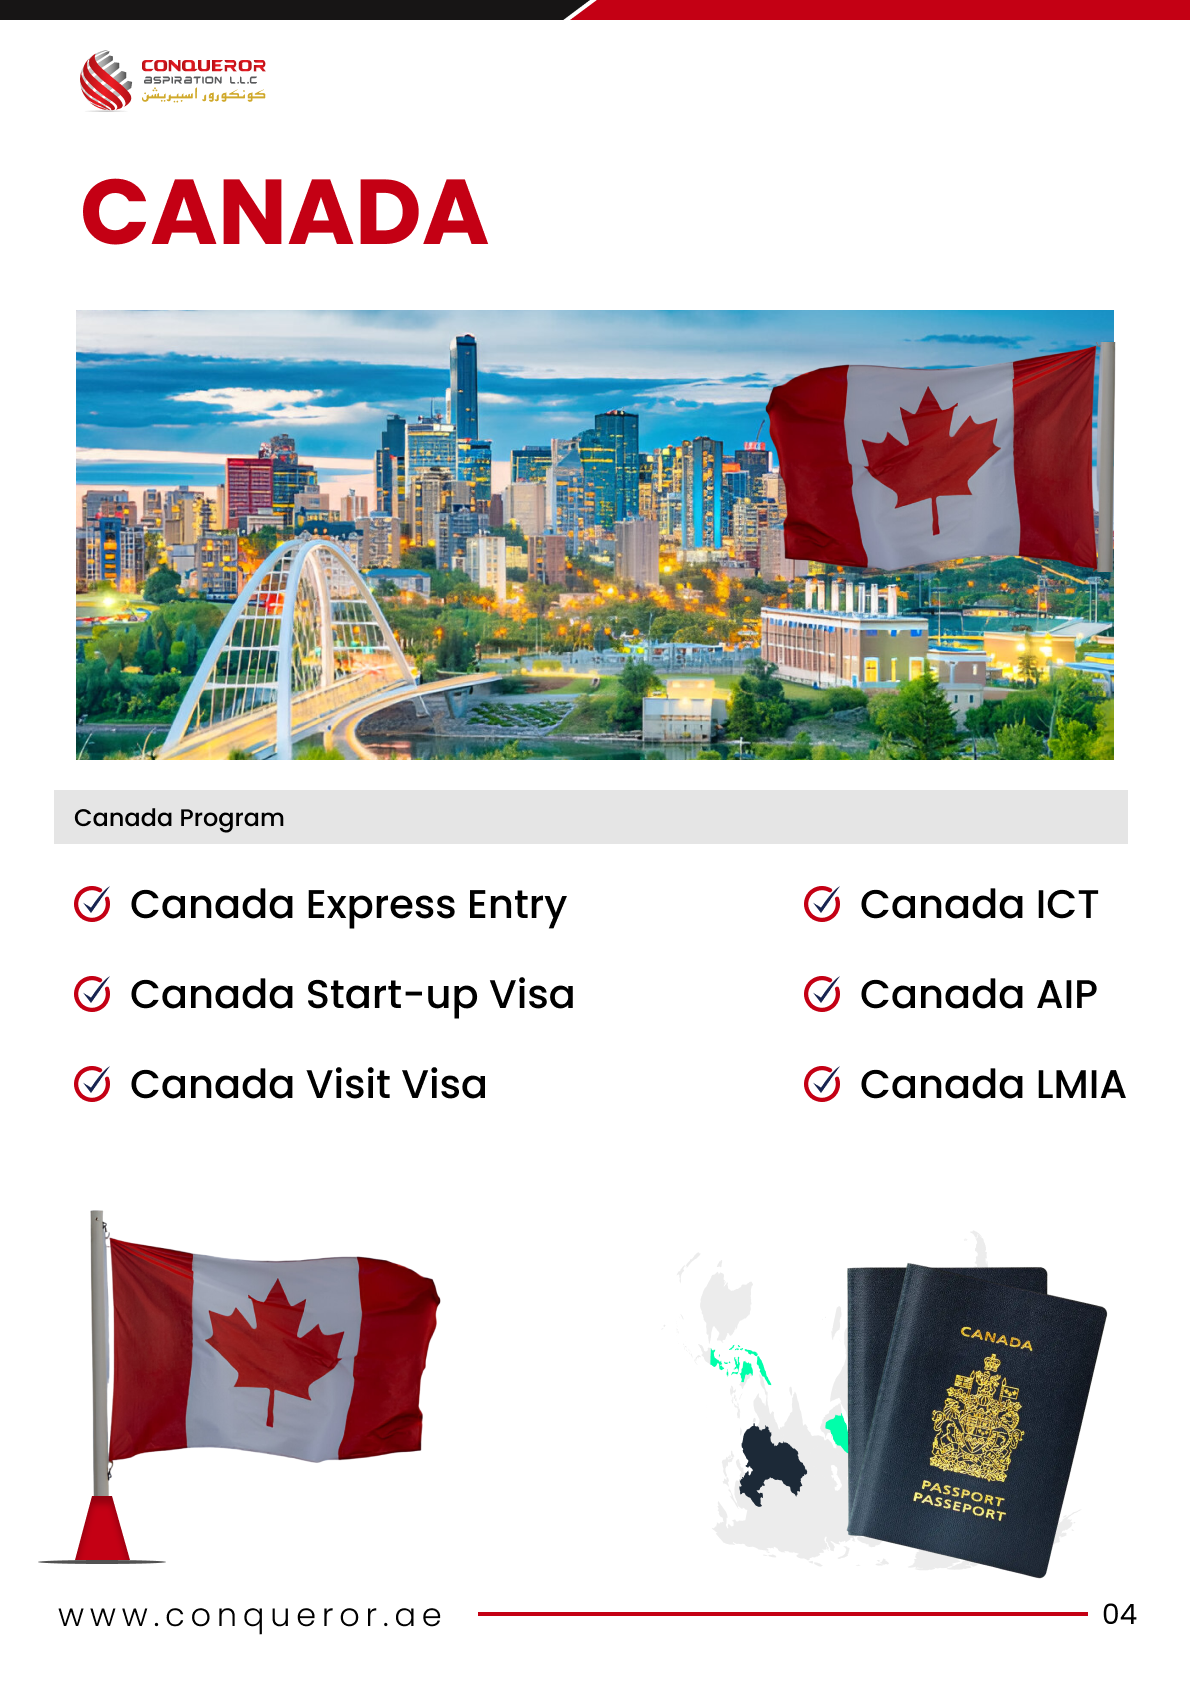 CONQUEROR
ASPIRATION L.L.C
كونكورور اسبيريشن
CANADA
Canada Program
Canada Express Entry
Canada Start-up Visa
Canada Visit Visa
Canada ICT
Canada AIP
Canada LMIA
CANADA
PASSPORT
PASSEPORT
www.conqueror.ae
04